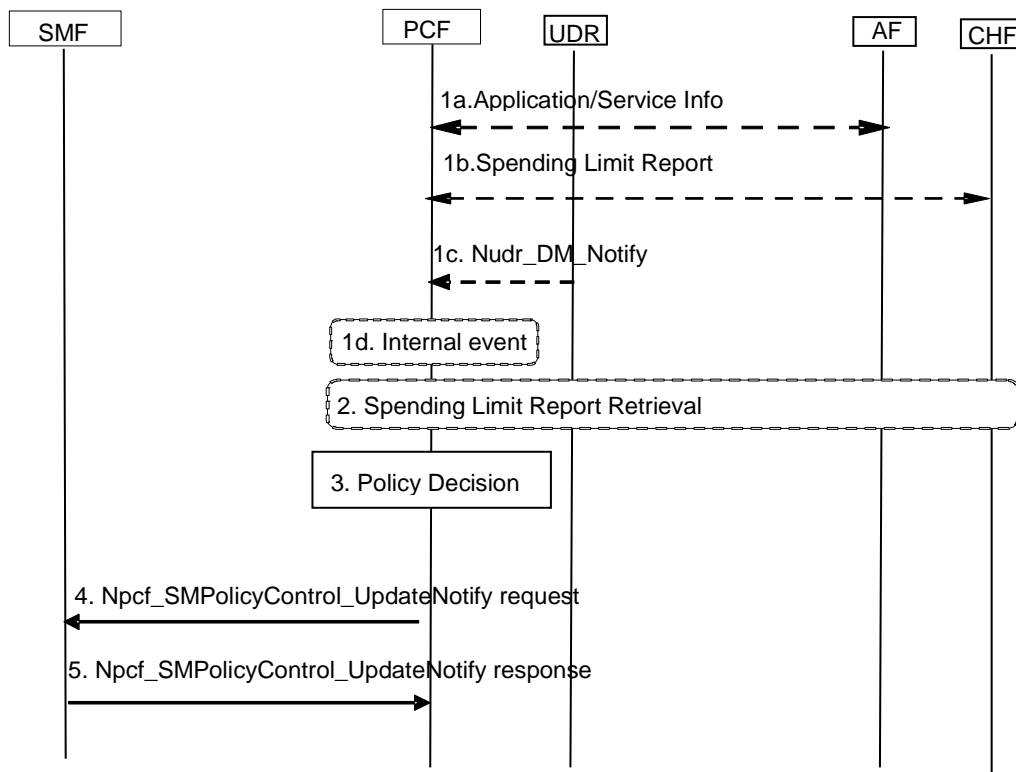 SMF
PCF
UDR
AF
CHF
1a.Application/Service Info
1b.Spending Limit Report
1c. Nudr_DM_Notify
1d. Internal event
2. Spending Limit Report Retrieval
3. Policy Decision
4. Npcf_SMPolicyControl_UpdateNotify request
5. Npcf_SMPolicyControl_UpdateNotify response